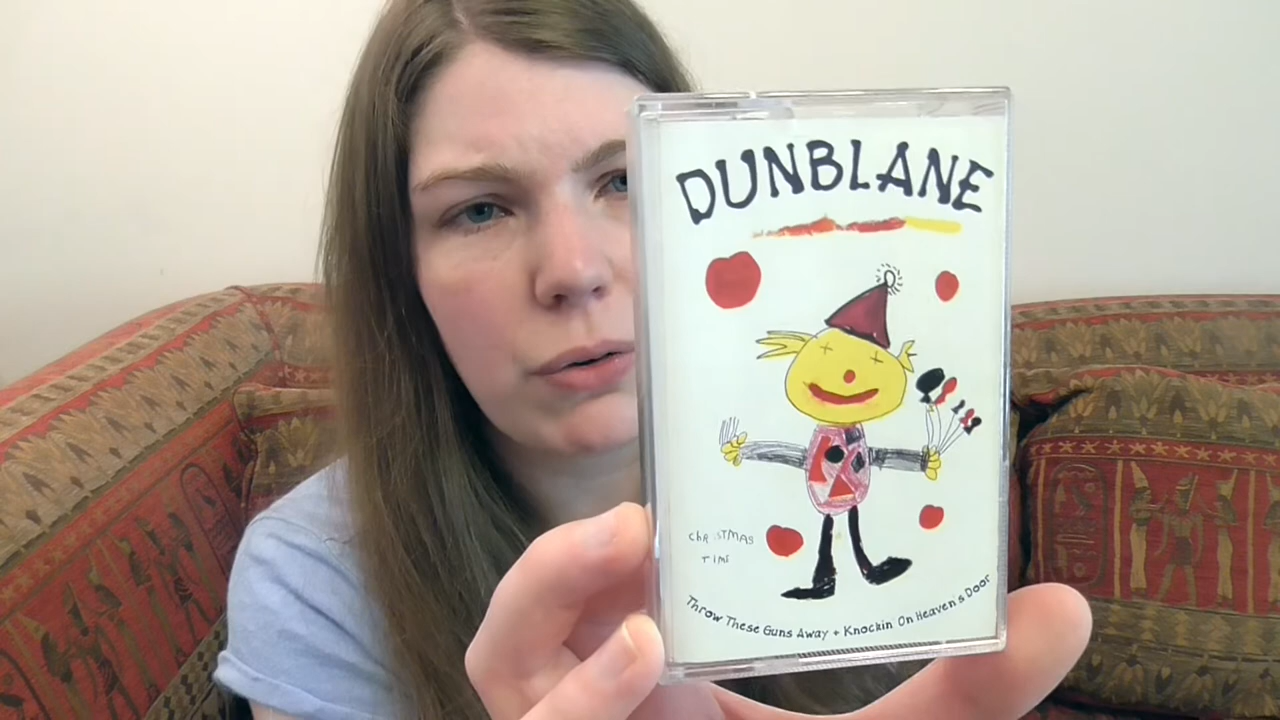 DUNBLANE
ChRiSTMAS
TiMe
Throw These Guns Away + Knockin On Heaven's Door